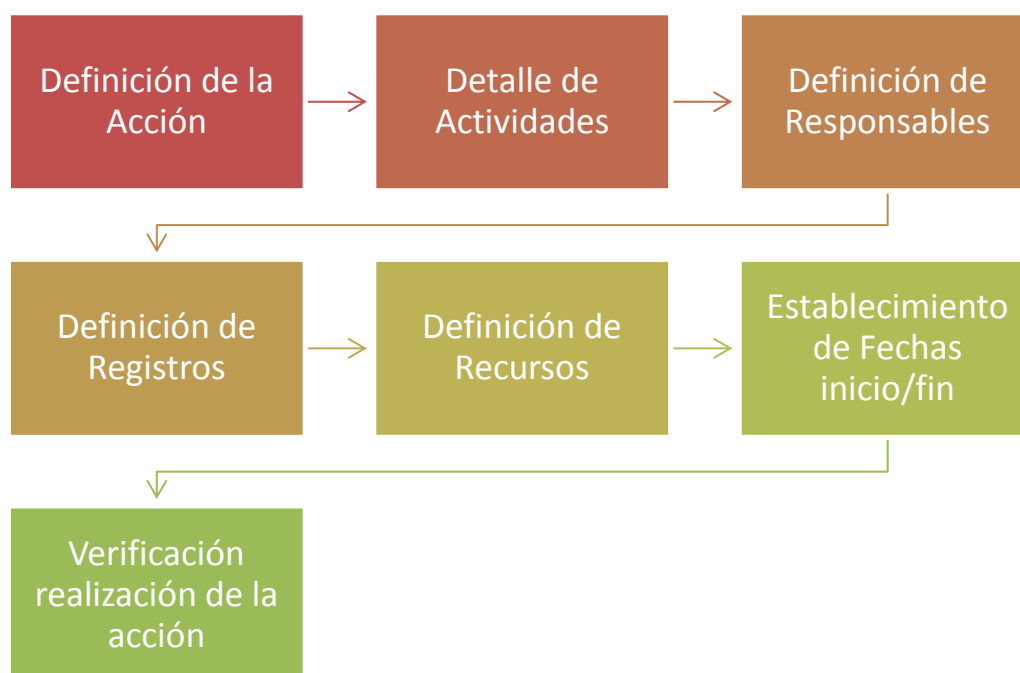 Definición de la
Acción
Detalle de
Actividades
Definición de
Responsables
Definición de
Registros
Definición de
Recursos
Establecimiento
de Fechas
inicio/fin
Verificación
realización de la
acción